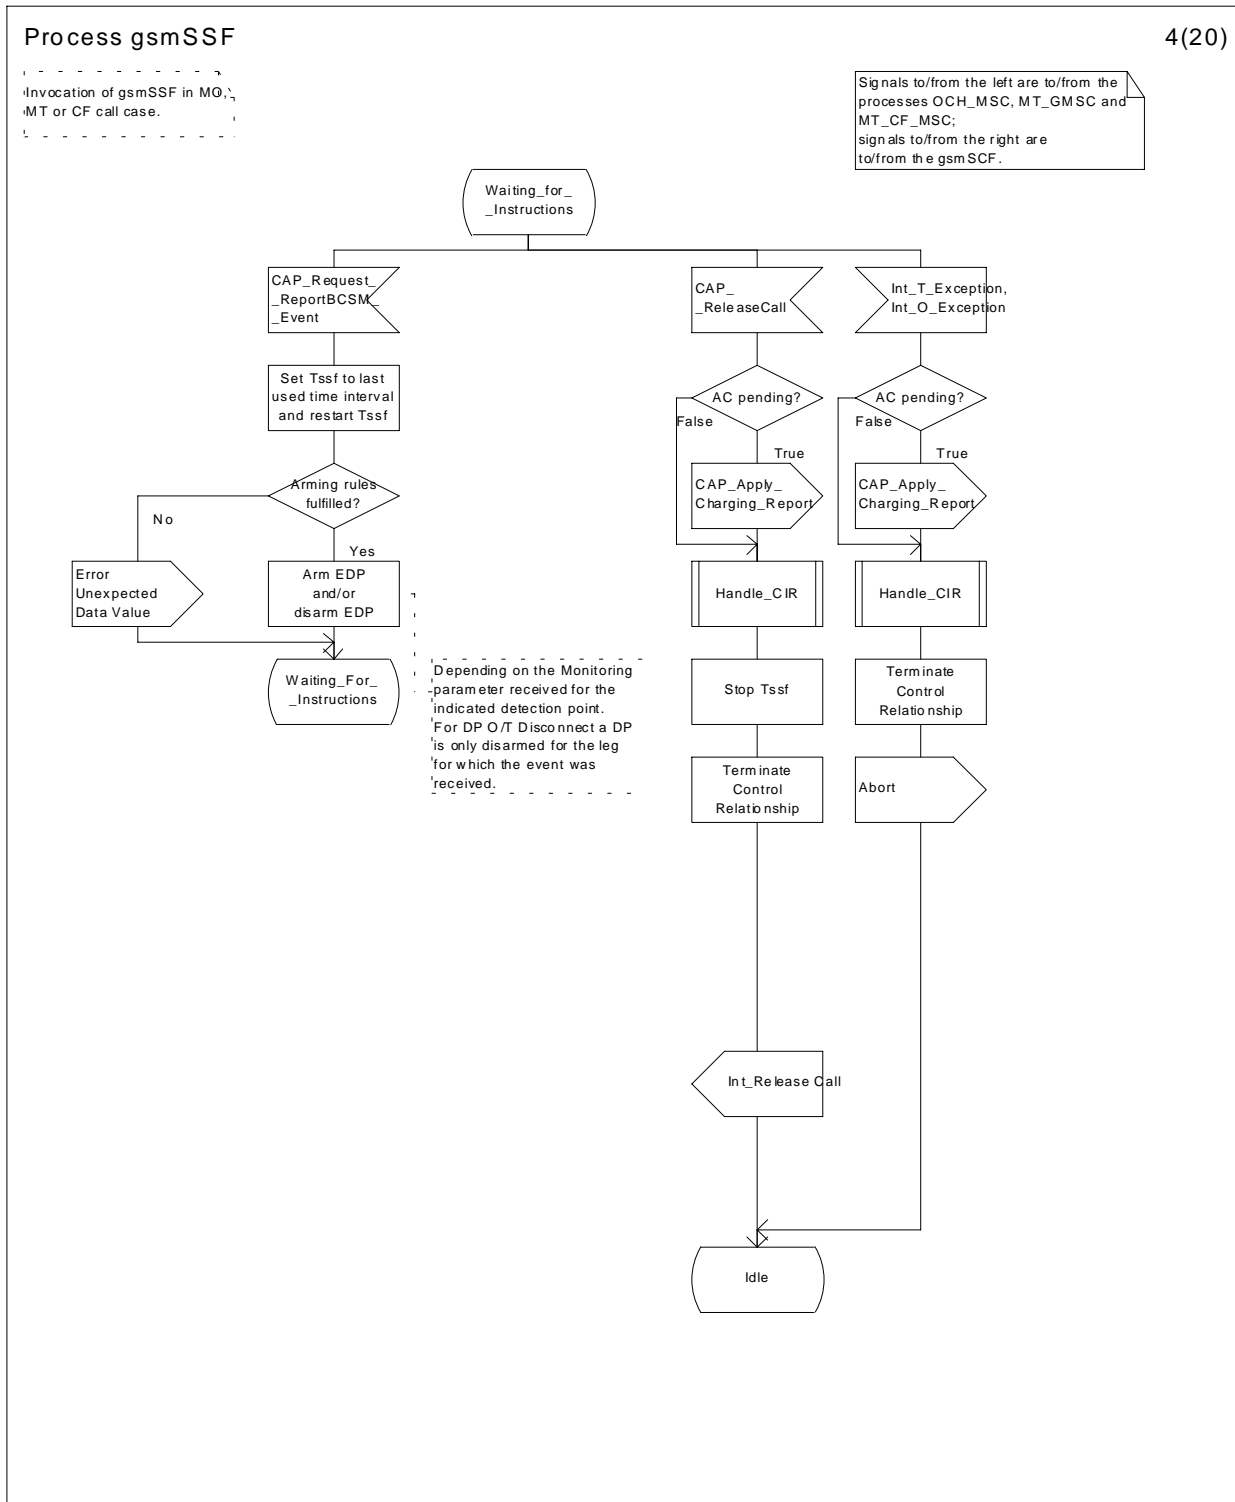 Process gsmSSF
4(20)
Invocation of gsmSSF in MO,
MT or CF call case.
Signals to/from the left are to/from the
processes OCH_MSC, MT_GMSC and
MT_CF_MSC;
signals to/from the right are
to/from the gsmSCF.
Waiting_for_
_Instructions
CAP_Request_
_ReportBCSM_
_Event
CAP_
_ReleaseCall
Int_T_Exception,
Int_O_Exception
Set Tssf to last
used time interval
and restart Tssf
AC pending?
AC pending?
False
False
True
True
Arming rules
fulfilled?
CAP_Apply_
Charging_Report
CAP_Apply_
Charging_Report
No
Yes
Error
Unexpected
Data Value
Arm EDP
and/or
disarm EDP
Handle_CIR
Handle_CIR
Waiting_For_
_Instructions
Depending on the Monitoring
parameter received for the
indicated detection point.
For DP O/T Disconnect a DP
is only disarmed for the leg
for which the event was
received.
Stop Tssf
Terminate
Control
Relationship
Terminate
Control
Relationship
Abort
Int_Release Call
Idle